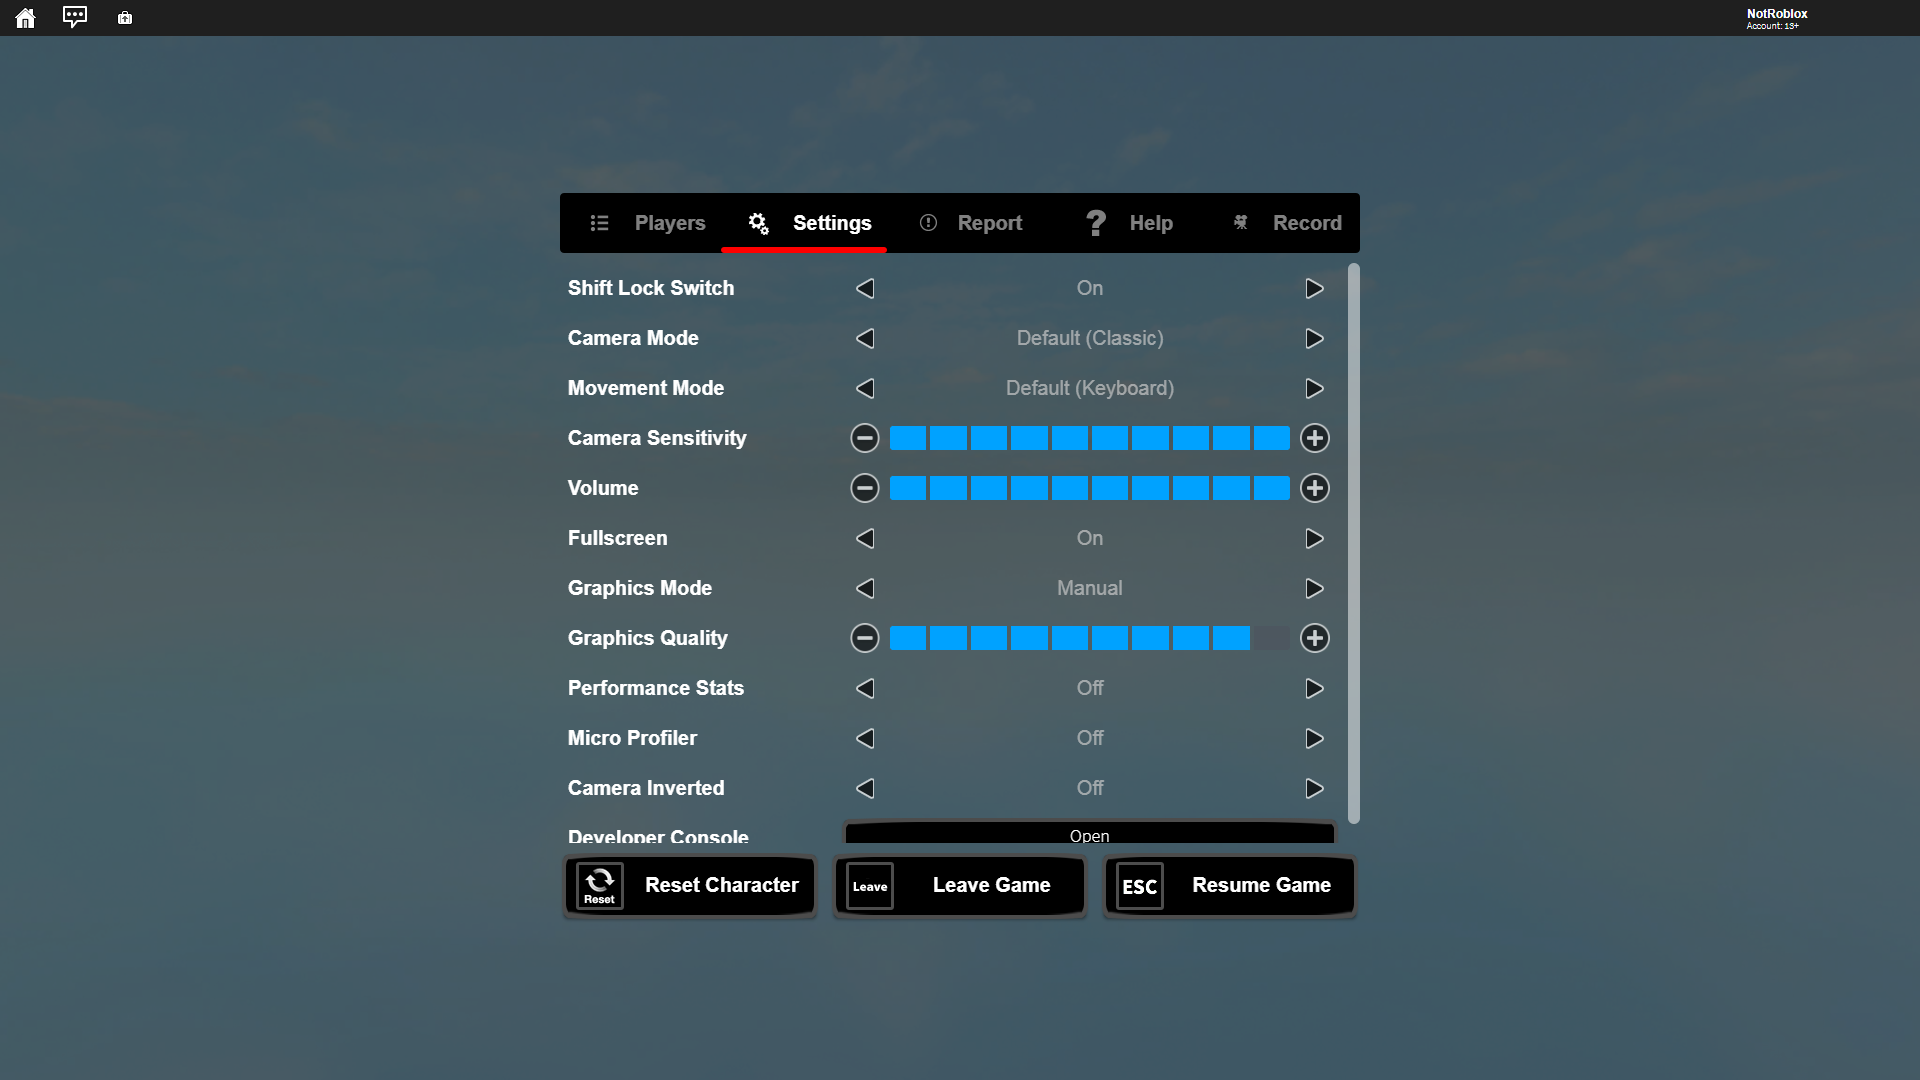 NotRoblox
Account: 13+
Players Settings Report Help Record
Shift Lock Switch On
Camera Mode Default (Classic)
Movement Mode Default (Keyboard)
Camera Sensitivity
Volume
Fullscreen On
Graphics Mode Manual
Graphics Quality
Performance Stats Off
Micro Profiler Off
Camera Inverted Off
Developer Console Open
Reset Reset Character Leave Leave Game ESC Resume Game